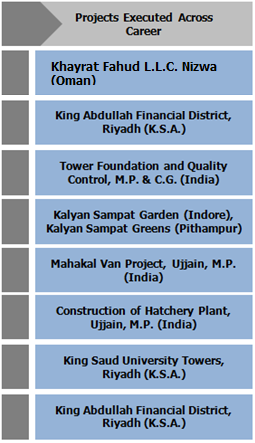 Projects Executed Across
Career
Khayrat Fahud L.L.C. Nizwa
(Oman)
King Abdullah Financial District,
Riyadh (K.S.A.)
Tower Foundation and Quality
Control, M.P. & C.G. (India)
Kalyan Sampat Garden (Indore),
Kalyan Sampat Greens (Pithampur)
Mahakal Van Project, Ujjain, M.P.
(India)
Construction of Hatchery Plant,
Ujjain, M.P. (India)
King Saud University Towers,
Riyadh (K.S.A.)
King Abdullah Financial District,
Riyadh (K.S.A.)